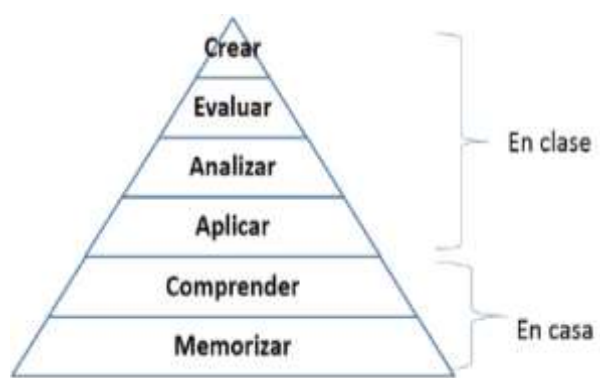 Crear
Evaluar
Analizar
Aplicar
Comprender
Memorizar
En clase
En casa